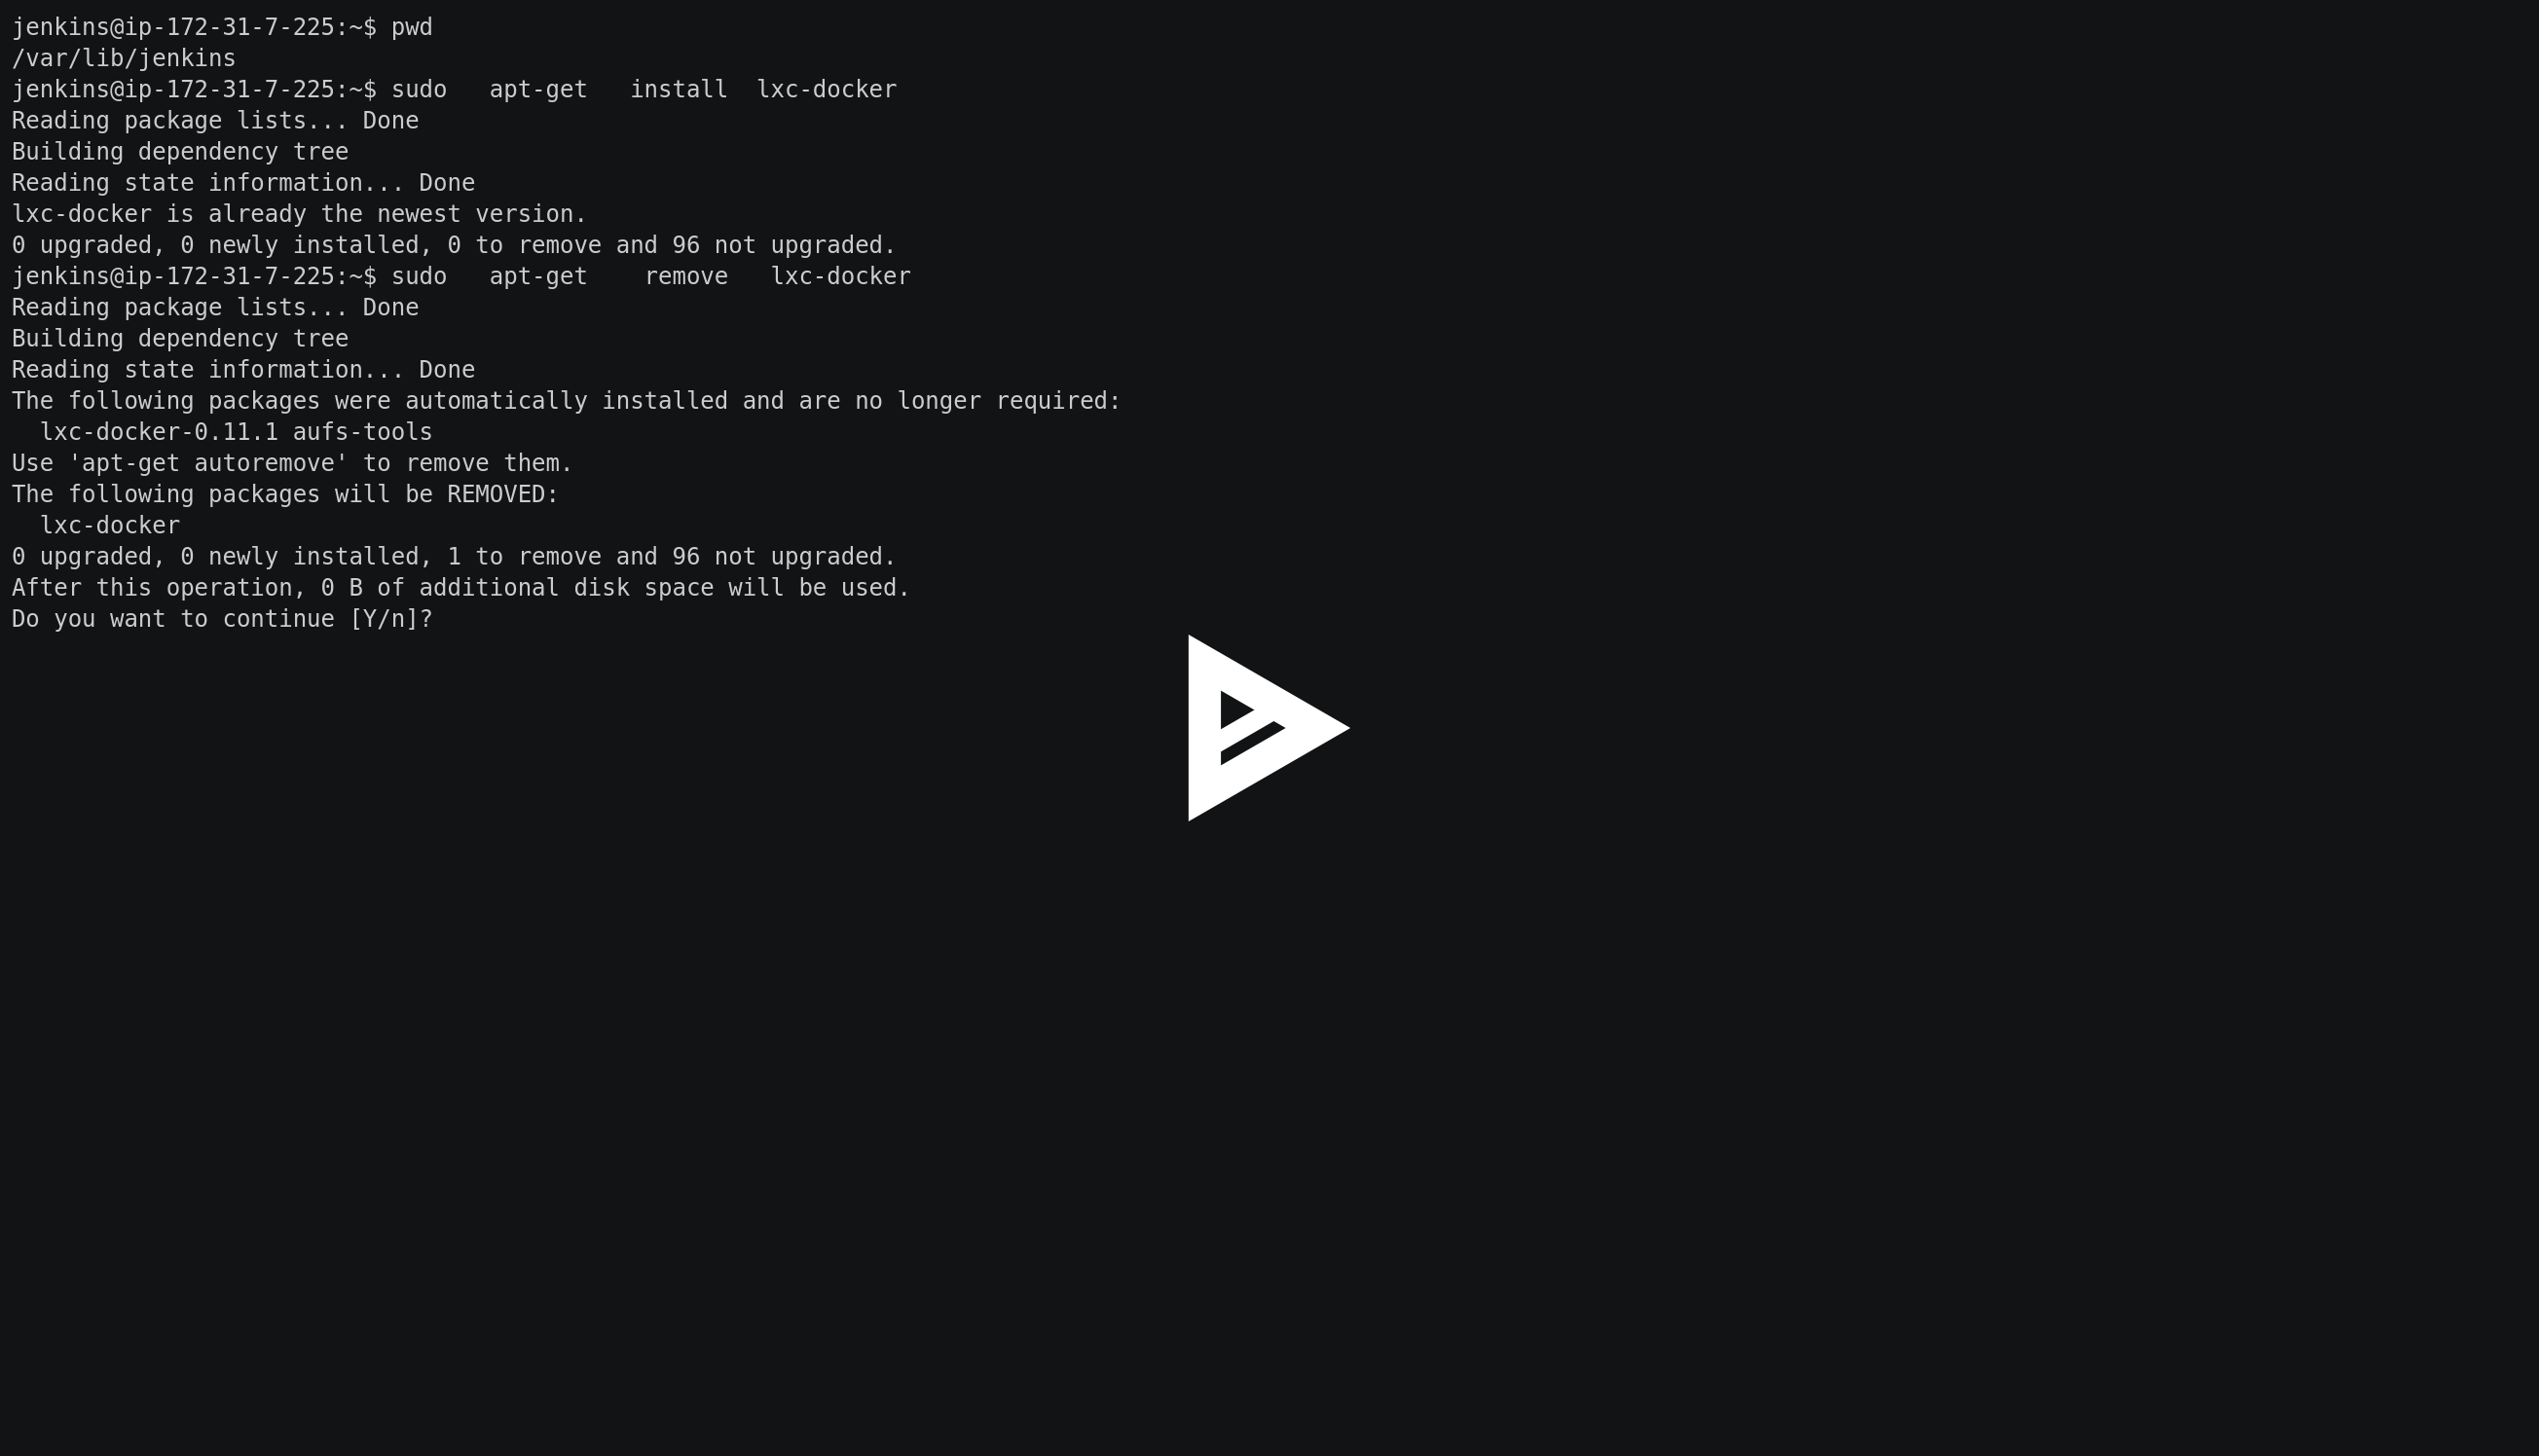 jenkins@ip-172-31-7-225:~$ pwd
/var/lib/jenkins
jenkins@ip-172-31-7-225:~$ sudo   apt-get   install  lxc-docker
Reading package lists... Done
Building dependency tree
Reading state information... Done
lxc-docker is already the newest version.
0 upgraded, 0 newly installed, 0 to remove and 96 not upgraded.
jenkins@ip-172-31-7-225:~$ sudo   apt-get    remove   lxc-docker
Reading package lists... Done
Building dependency tree
Reading state information... Done
The following packages were automatically installed and are no longer required:
  lxc-docker-0.11.1 aufs-tools
Use 'apt-get autoremove' to remove them.
The following packages will be REMOVED:
  lxc-docker
0 upgraded, 0 newly installed, 1 to remove and 96 not upgraded.
After this operation, 0 B of additional disk space will be used.
Do you want to continue [Y/n]?